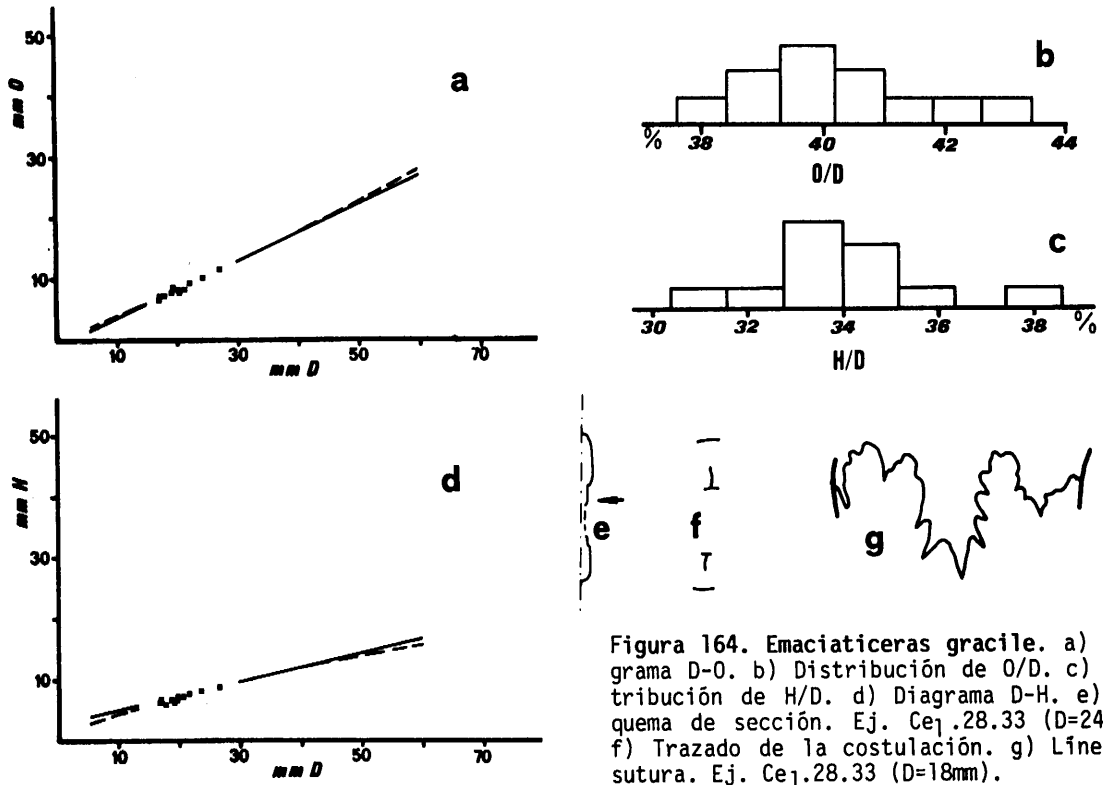 50
30
10
mm O
a
10
30
50
70
mm D
b
% 38 40 42 44
O/D
c
30 32 34 36 38 %
H/D
50
30
10
mm H
d
10
30
50
70
mm D
e
f
g
Figura 164. Emaciaticeras gracile. a)
grama D-O. b) Distribución de O/D. c)
tribución de H/D. d) Diagrama D-H. e)
quema de sección. Ej. Ce1.28.33 (D=24
f) Trazado de la costulación. g) Líne
sutura. Ej. Ce1.28.33 (D=18mm).